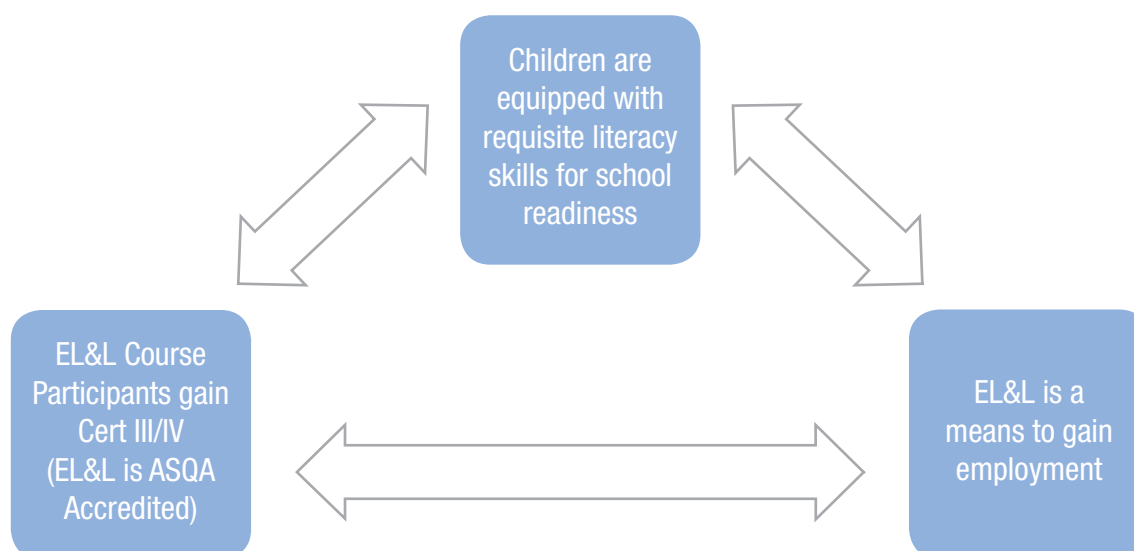 Children are
equipped with
requisite literacy
skills for school
readiness
EL&L Course
Participants gain
Cert III/IV
(EL&L is ASQA
Accredited)
EL&L is a
means to gain
employment